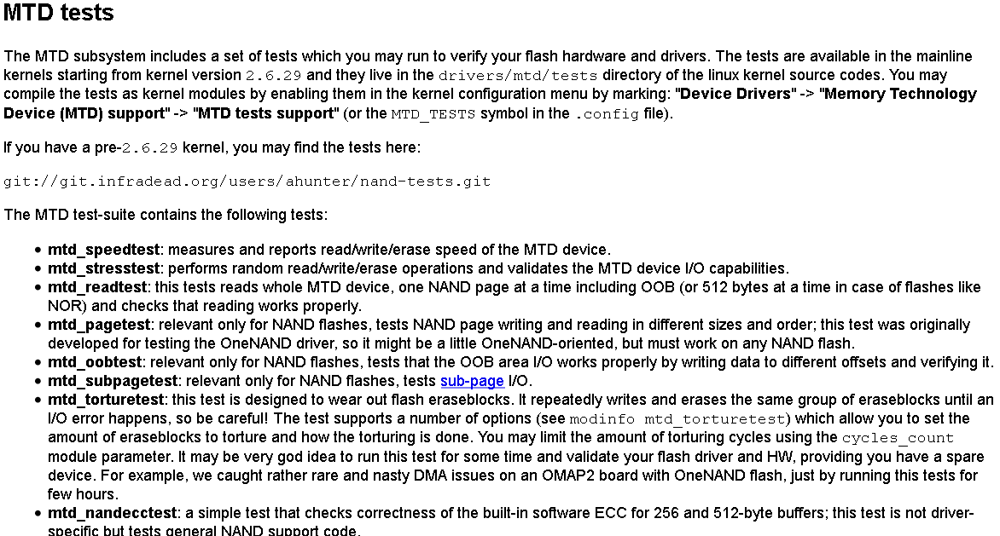 MTD tests
The MTD subsystem includes a set of tests which you may run to verify your flash hardware and drivers. The tests are available in the mainline
kernels starting from kernel version 2.6.29 and they live in the drivers/mtd/tests directory of the linux kernel source codes. You may
compile the tests as kernel modules by enabling them in the kernel configuration menu by marking: "Device Drivers" -> "Memory Technology
Device (MTD) support" -> "MTD tests support" (or the MTD_TESTS symbol in the .config file).
If you have a pre-2.6.29 kernel, you may find the tests here:
git://git.infradead.org/users/ahunter/nand-tests.git
The MTD test-suite contains the following tests:
• mtd_speedtest: measures and reports read/write/erase speed of the MTD device.
• mtd_stresstest: performs random read/write/erase operations and validates the MTD device I/O capabilities.
• mtd_readtest: this tests reads whole MTD device, one NAND page at a time including OOB (or 512 bytes at a time in case of flashes like
NOR) and checks that reading works properly.
• mtd_pagetest: relevant only for NAND flashes, tests NAND page writing and reading in different sizes and order; this test was originally
developed for testing the OneNAND driver, so it might be a little OneNAND-oriented, but must work on any NAND flash.
• mtd_oobtest: relevant only for NAND flashes, tests that the OOB area I/O works properly by writing data to different offsets and verifying it.
• mtd_subpagetest: relevant only for NAND flashes, tests sub-page I/O.
• mtd_torturetest: this test is designed to wear out flash eraseblocks. It repeatedly writes and erases the same group of eraseblocks until an
I/O error happens, so be careful! The test supports a number of options (see modinfo mtd_torturetest) which allow you to set the
amount of eraseblocks to torture and how the torturing is done. You may limit the amount of torturing cycles using the cycles_count
module parameter. It may be very god idea to run this test for some time and validate your flash driver and HW, providing you have a spare
device. For example, we caught rather rare and nasty DMA issues on an OMAP2 board with OneNAND flash, just by running this tests for
few hours.
• mtd_nandecctest: a simple test that checks correctness of the built-in software ECC for 256 and 512-byte buffers; this test is not driver-
specific but tests general NAND support code.